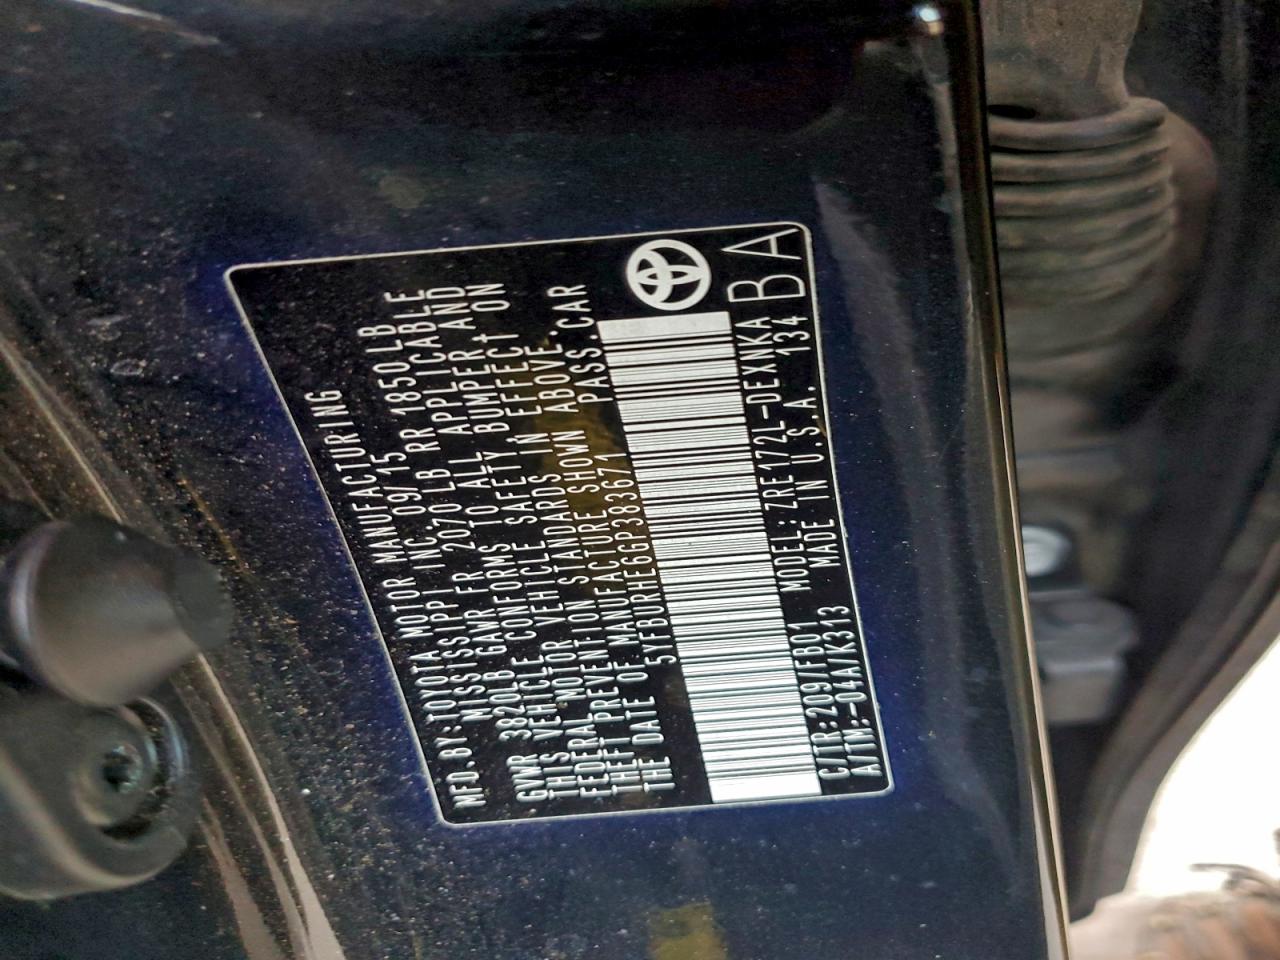 MFD.BY:TOYOTA MOTOR MANUFACTURING
MISSISSIPPI INC. 09/15
GVWR 3820LB GAWR FR 2070 LB RR 1850LB
THIS VEHICLE CONFORMS TO ALL APPLICABLE
FEDERAL MOTOR VEHICLE SAFETY BUMPER, AND
THEFT PREVENTION STANDARDS IN EFFECT ON
THE DATE OF MANUFACTURE SHOWN ABOVE.
5YFBURHE6GP383671 PASS.CAR
C/TR:209/FB01 MODEL:ZRE172L-DEXNKA
A/TM:-04A/K313 MADE IN U.S.A. 134
BA